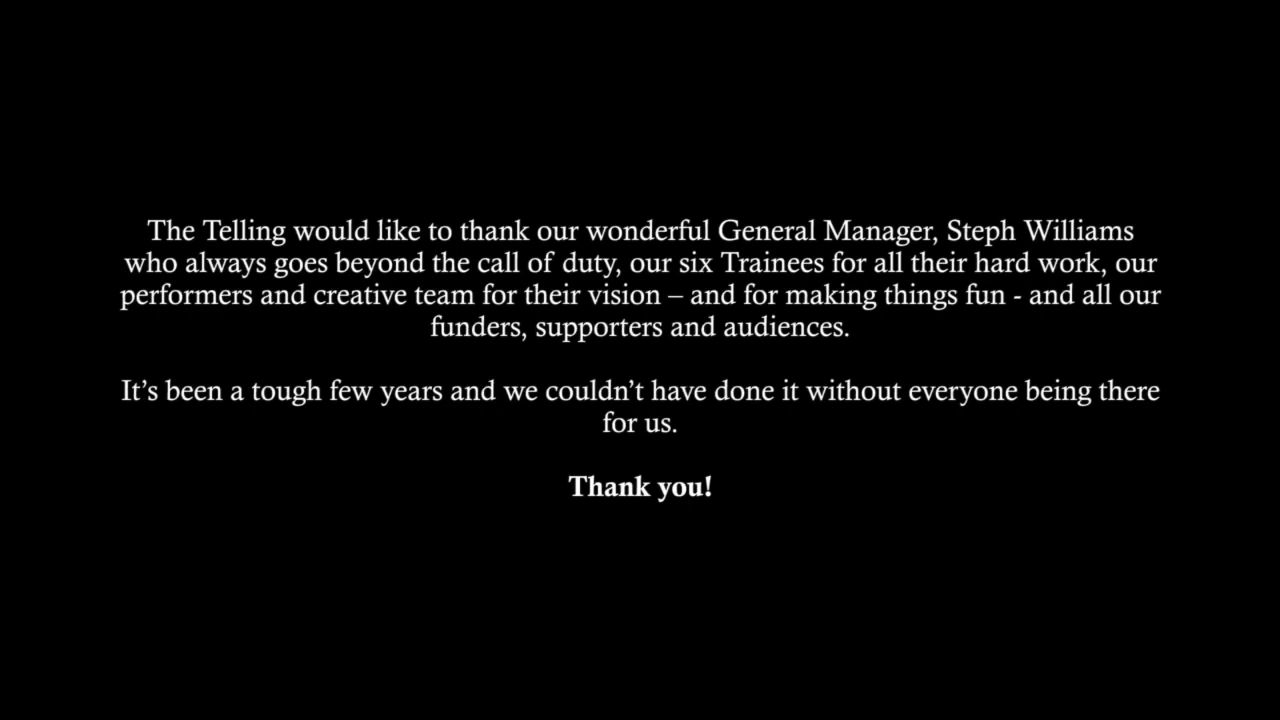 The Telling would like to thank our wonderful General Manager, Steph Williams
who always goes beyond the call of duty, our six Trainees for all their hard work, our
performers and creative team for their vision – and for making things fun - and all our
funders, supporters and audiences.
It’s been a tough few years and we couldn’t have done it without everyone being there
for us.
Thank you!